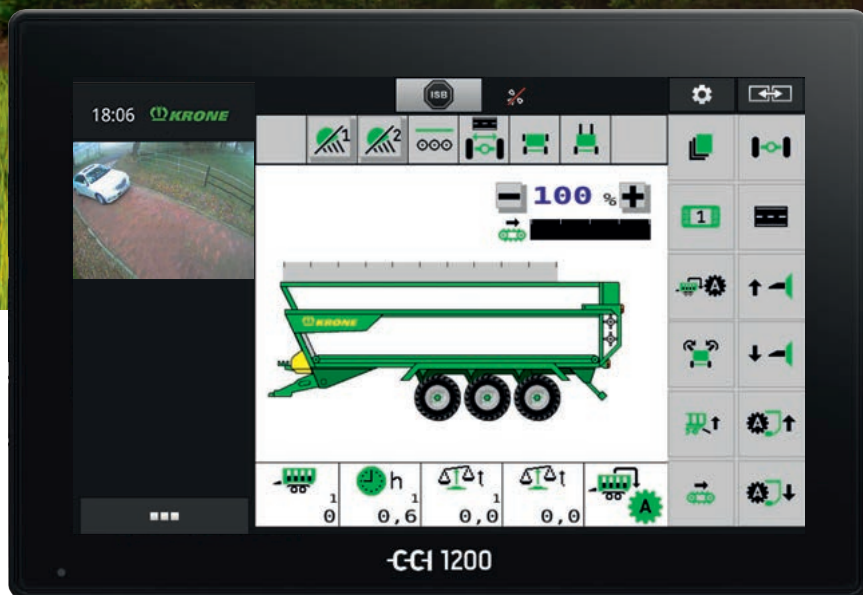 ISB
18:06 KRONE
1 2
100 %
KRONE
1
A
A
A
h t t
1 1 1
0 0,6 0,0 0,0 A
CCI 1200